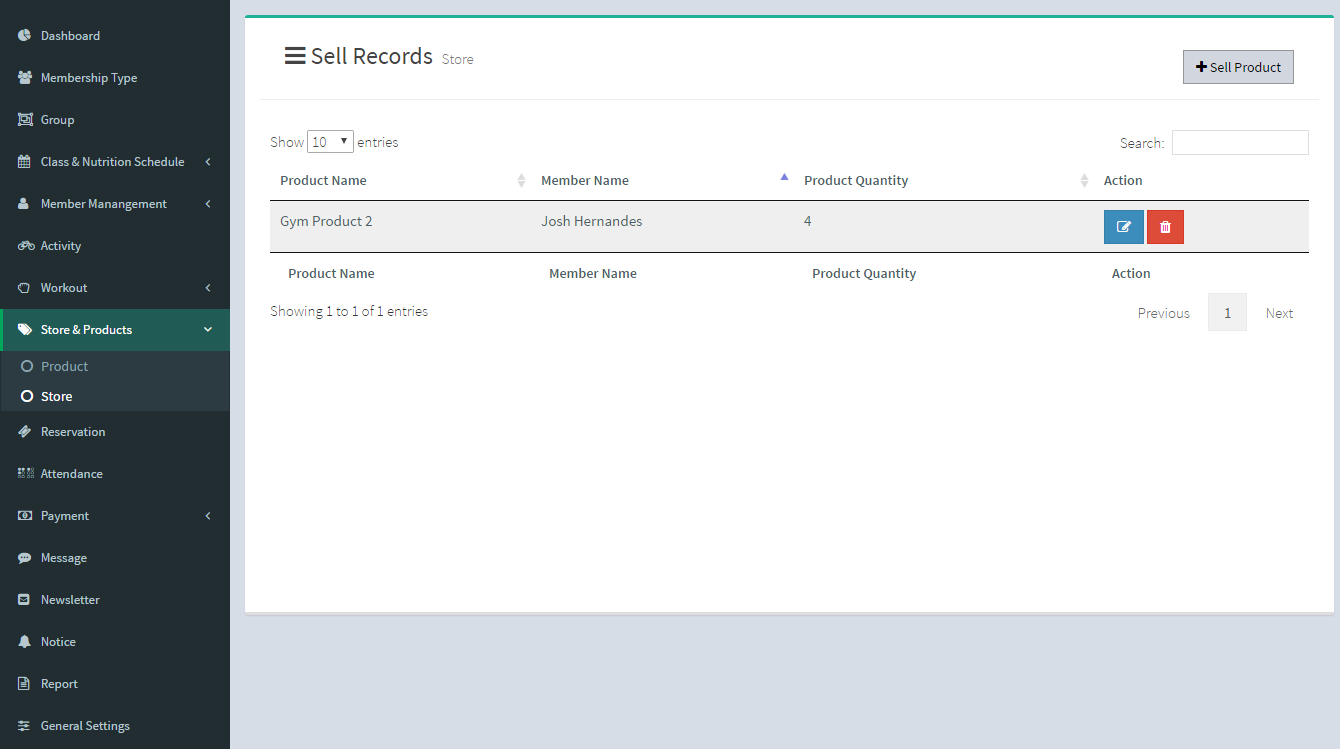 Dashboard
Membership Type
Group
Class & Nutrition Schedule
Member Manangement
Activity
Workout
Store & Products
Product
Store
Reservation
Attendance
Payment
Message
Newsletter
Notice
Report
General Settings
Sell Records Store
Sell Product
Show 10 entries
Search:
Product Name Member Name Product Quantity Action
Gym Product 2 Josh Hernandes 4
Product Name Member Name Product Quantity Action
Showing 1 to 1 of 1 entries
Previous 1 Next